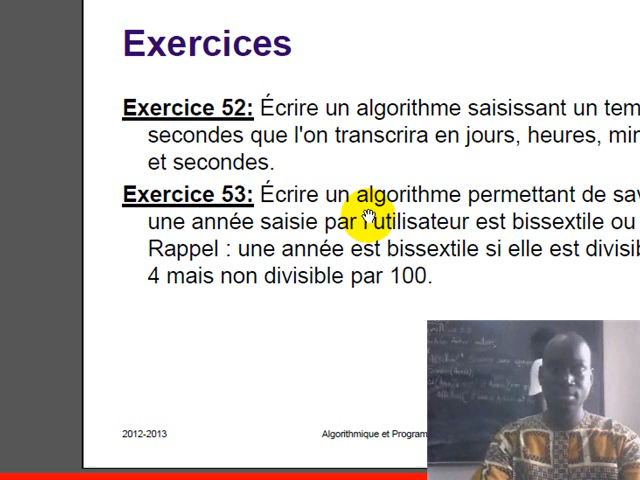 Exercices
Exercice 52: Écrire un algorithme saisissant un tem
secondes que l'on transcrira en jours, heures, min
et secondes.
Exercice 53: Écrire un algorithme permettant de sav
une année saisie par l'utilisateur est bissextile ou
Rappel : une année est bissextile si elle est divisib
4 mais non divisible par 100.
2012-2013
Algorithmique et Program